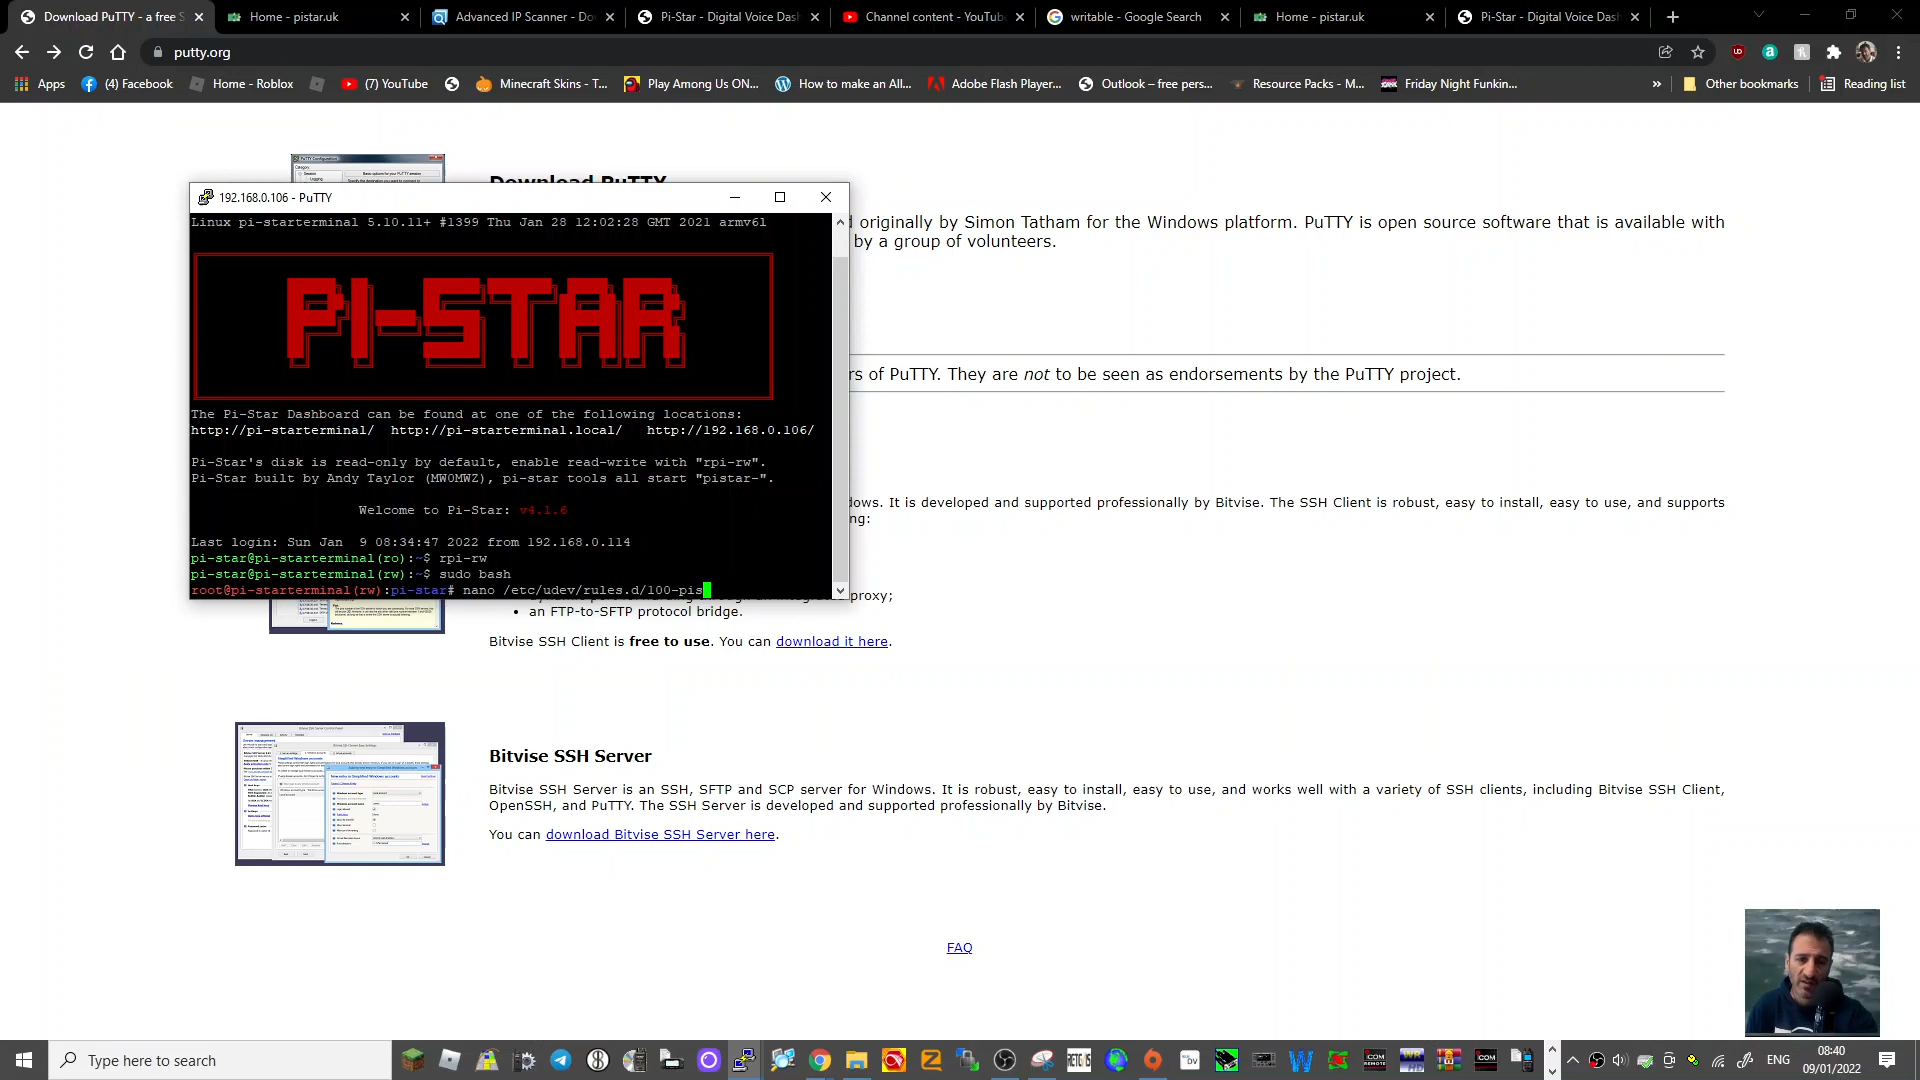 Download PuTTY - a free S
Home - pistar.uk
Advanced IP Scanner - Do
Pi-Star - Digital Voice Dash
Channel content - YouTube
writable - Google Search
Home - pistar.uk
Pi-Star - Digital Voice Dash
putty.org
Apps
(4) Facebook
Home - Roblox
(7) YouTube
Minecraft Skins - T...
Play Among Us ON...
How to make an All...
Adobe Flash Player...
Outlook – free pers...
Resource Packs - M...
Friday Night Funkin...
Other bookmarks
Reading list
Download PuTTY
192.168.0.106 - PuTTY
Linux pi-starterminal 5.10.11+ #1399 Thu Jan 28 12:02:28 GMT 2021 armv6l
PI-STAR
The Pi-Star Dashboard can be found at one of the following locations:
http://pi-starterminal/ http://pi-starterminal.local/ http://192.168.0.106/
Pi-Star's disk is read-only by default, enable read-write with "rpi-rw".
Pi-Star built by Andy Taylor (MW0MWZ), pi-star tools all start "pistar-".
Welcome to Pi-Star: v4.1.6
Last login: Sun Jan 9 08:34:47 2022 from 192.168.0.114
pi-star@pi-starterminal(ro):~$ rpi-rw
pi-star@pi-starterminal(rw):~$ sudo bash
root@pi-starterminal(rw):pi-star# nano /etc/udev/rules.d/100-pis
originally by Simon Tatham for the Windows platform. PuTTY is open source software that is available with
by a group of volunteers.
rs of PuTTY. They are not to be seen as endorsements by the PuTTY project.
dows. It is developed and supported professionally by Bitvise. The SSH Client is robust, easy to install, easy to use, and supports
ng:
proxy;
• an FTP-to-SFTP protocol bridge.
Bitvise SSH Client is free to use. You can download it here.
Bitvise SSH Server
Bitvise SSH Server is an SSH, SFTP and SCP server for Windows. It is robust, easy to install, easy to use, and works well with a variety of SSH clients, including Bitvise SSH Client,
OpenSSH, and PuTTY. The SSH Server is developed and supported professionally by Bitvise.
You can download Bitvise SSH Server here.
FAQ
Type here to search
ENG
08:40
09/01/2022